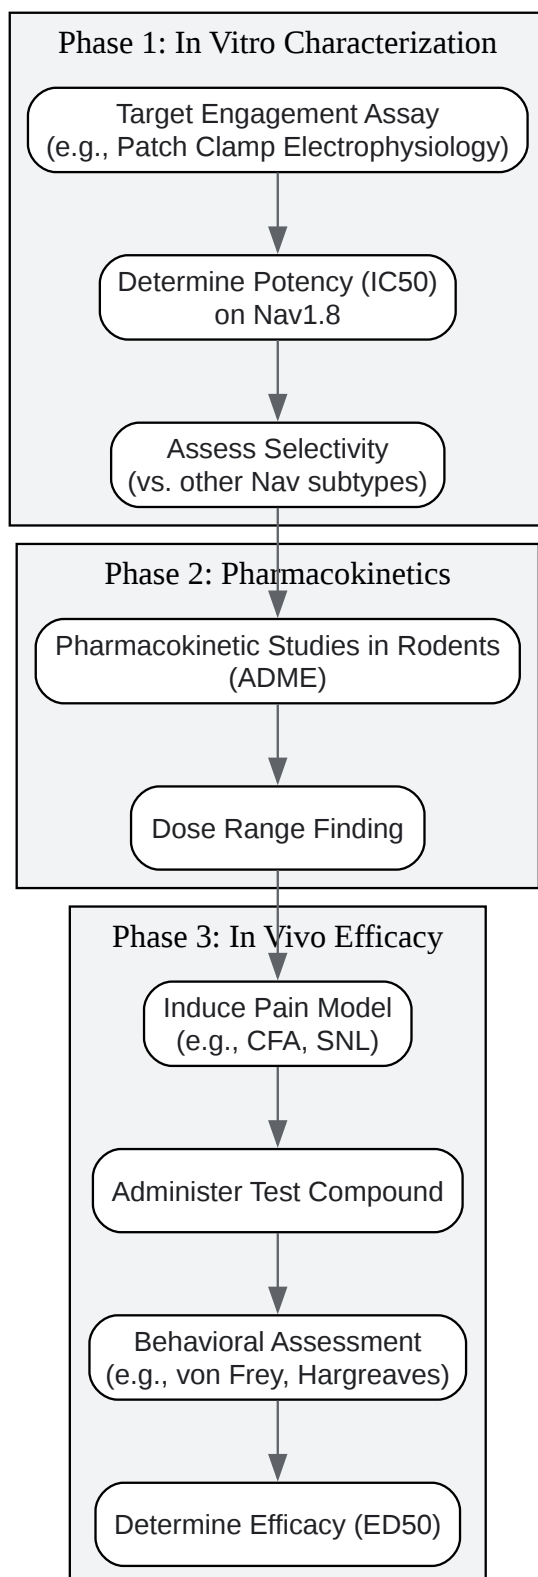 Phase 1: In Vitro Characterization
Target Engagement Assay
(e.g., Patch Clamp Electrophysiology)
Determine Potency (IC50)
on Nav1.8
Assess Selectivity
(vs. other Nav subtypes)
Phase 2: Pharmacokinetics
Pharmacokinetic Studies in Rodents
(ADME)
Dose Range Finding
Phase 3: In Vivo Efficacy
Induce Pain Model
(e.g., CFA, SNL)
Administer Test Compound
Behavioral Assessment
(e.g., von Frey, Hargreaves)
Determine Efficacy (ED50)